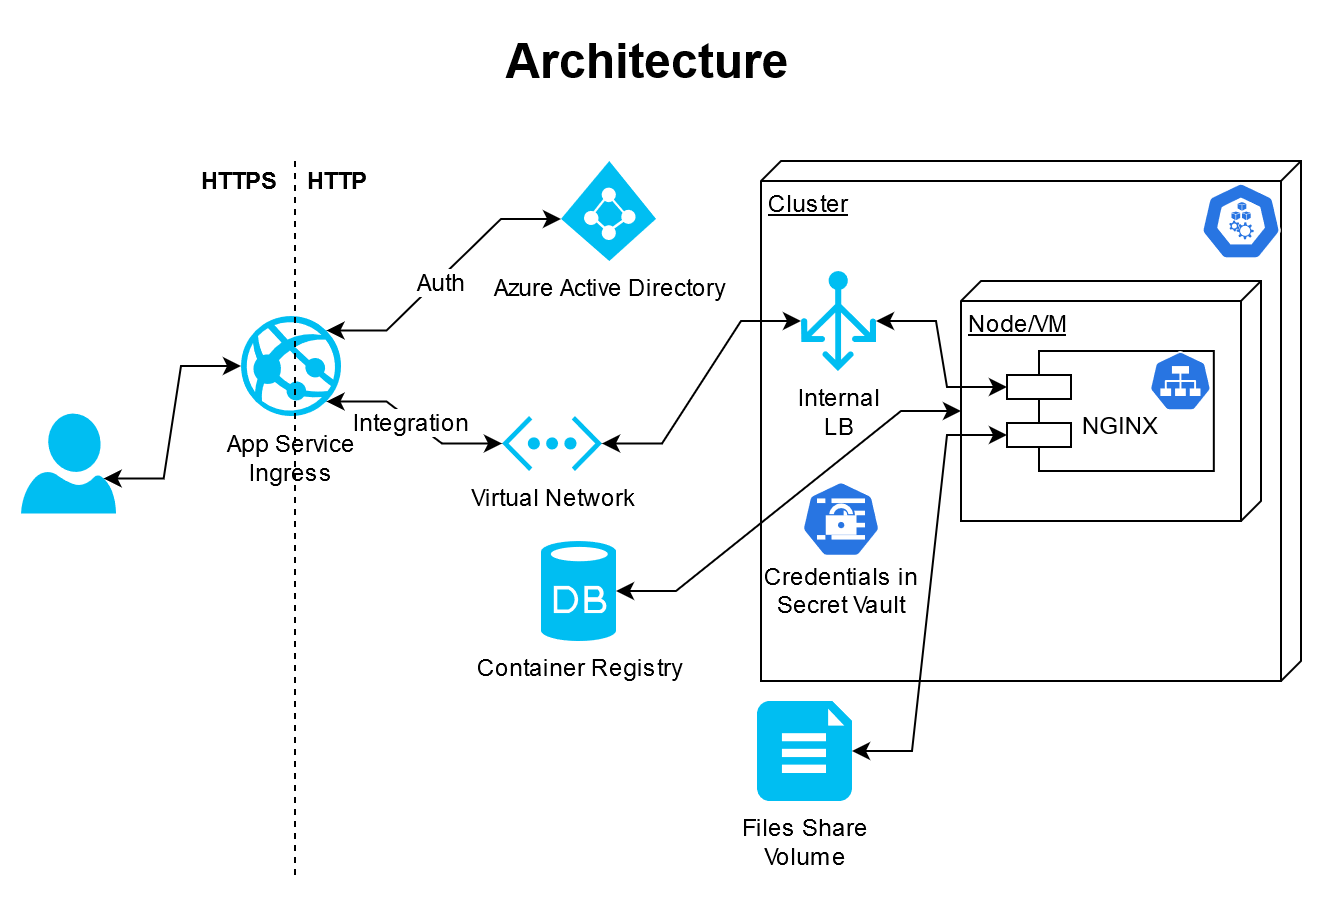 Architecture
HTTPS
HTTP
Cluster
Azure Active Directory
Auth
Node/VM
Internal
LB
NGINX
App Service
Ingress
Integration
Virtual Network
DB
Credentials in
Secret Vault
Container Registry
Files Share
Volume